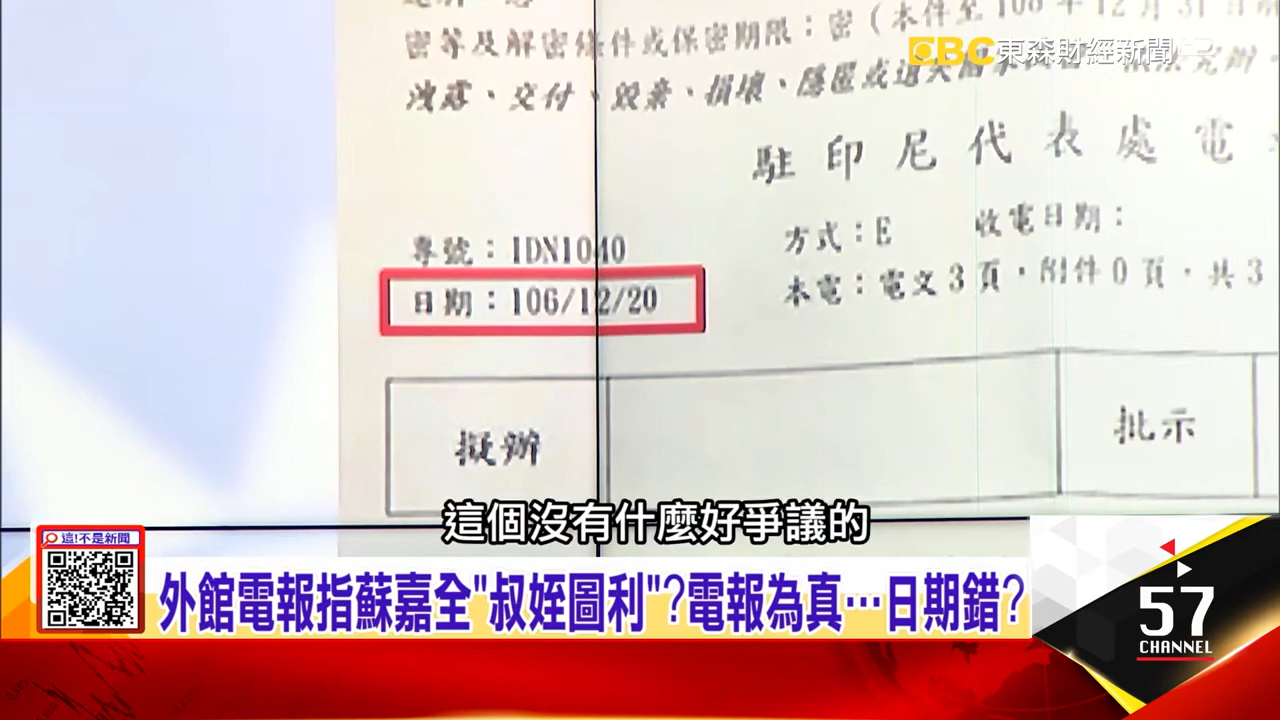 密等及解密條件或保密期限：密（本件至108年12月31日
EBC東森財經新聞
洩露、交付、毀棄、損壞、隱匿或遺失
駐印尼代表處電
專號：IDN1040
方式：E 收電日期：
日期：106/12/20
本電：電文3頁，附件0頁，共3
擬辦
批示
這個沒有什麼好爭議的
這!不是新聞
外館電報指蘇嘉全"叔姪圖利"?電報為真…日期錯?
57
CHANNEL